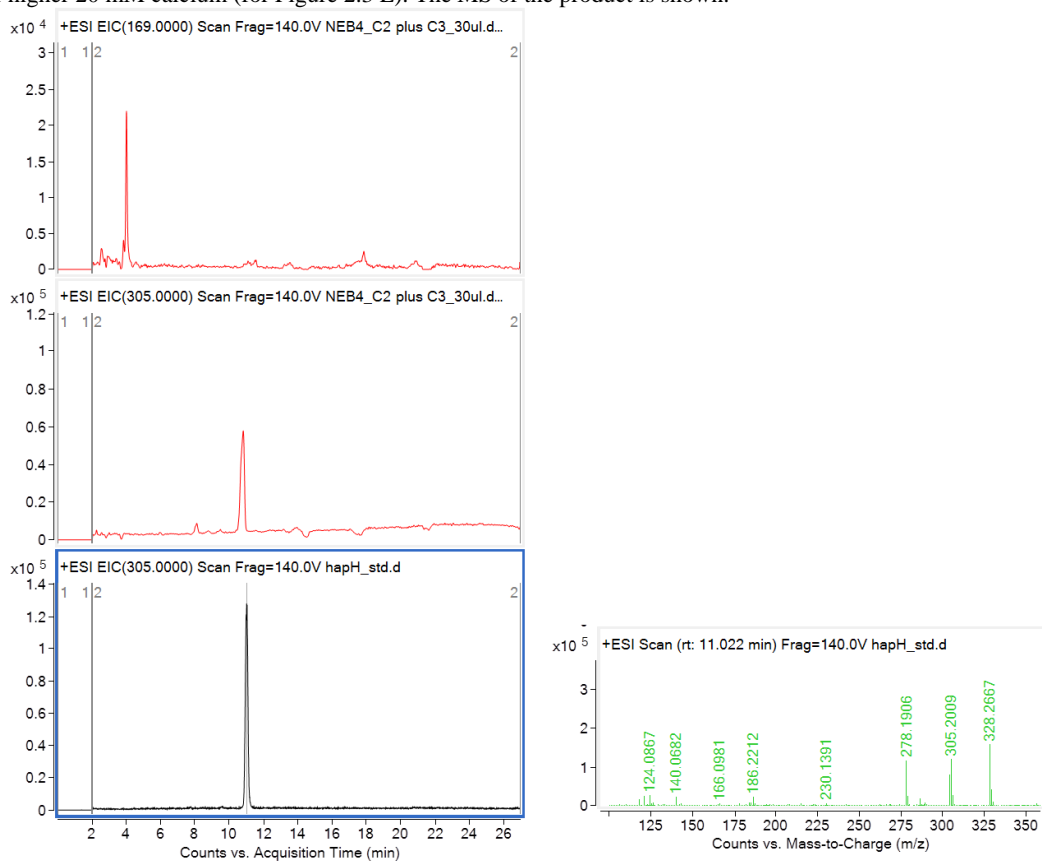 higher 20 mM calcium (for Figure 2.5 E). The MS of the product is shown.
x10 4 +ESI EIC(169.0000) Scan Frag=140.0V NEB4_C2 plus C3_30ul.d...
1 1 2 2
3
2.5
2
1.5
1
0.5
0
x10 5 +ESI EIC(305.0000) Scan Frag=140.0V NEB4_C2 plus C3_30ul.d...
1 1 2 2
1.2
1
0.8
0.6
0.4
0.2
0
x10 5 +ESI EIC(305.0000) Scan Frag=140.0V hapH_std.d
1 1 2 2
1.4
1.2
1
0.8
0.6
0.4
0.2
0
2 4 6 8 10 12 14 16 18 20 22 24 26
Counts vs. Acquisition Time (min)
x10 5 +ESI Scan (rt: 11.022 min) Frag=140.0V hapH_std.d
3
2
1
0
124.0867
140.0682
166.0981
186.2212
230.1391
278.1906
305.2009
328.2667
125 150 175 200 225 250 275 300 325 350
Counts vs. Mass-to-Charge (m/z)